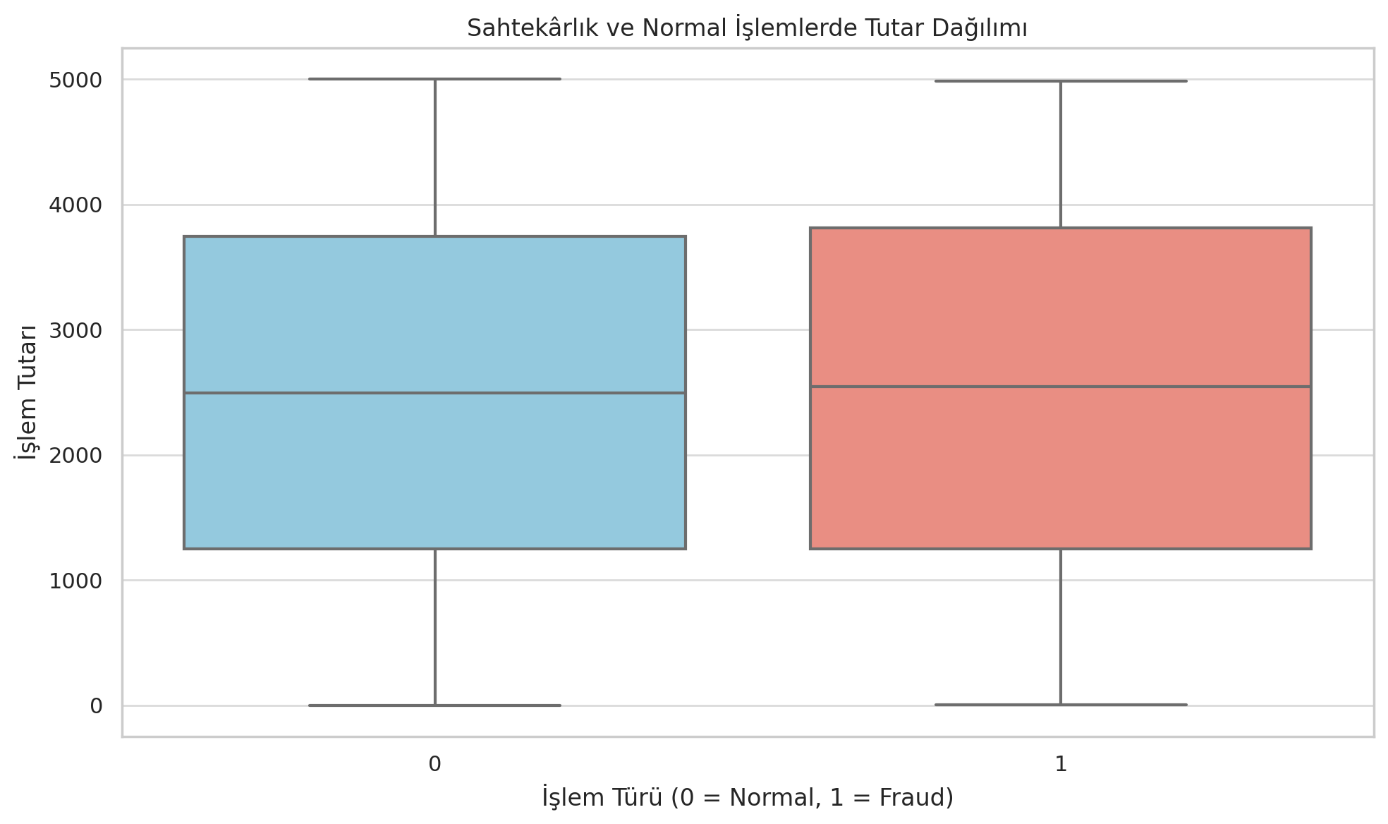 Sahtekârlık ve Normal İşlemlerde Tutar Dağılımı
İşlem Tutarı
5000
4000
3000
2000
1000
0
0 1
İşlem Türü (0 = Normal, 1 = Fraud)